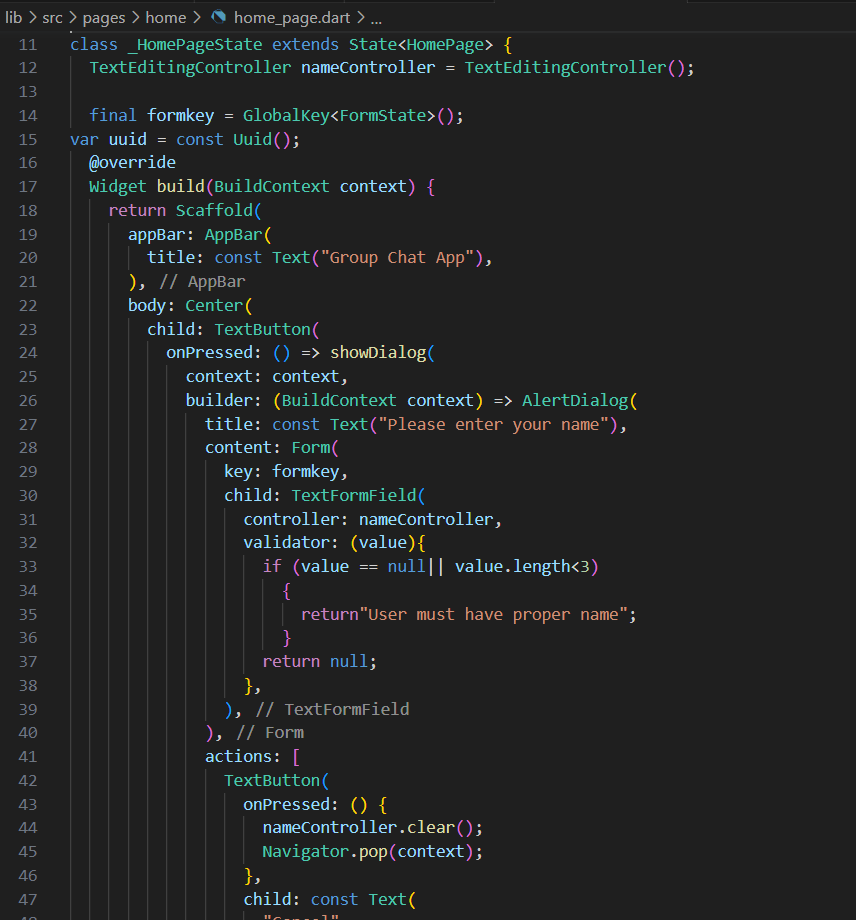 lib > src > pages > home > home_page.dart > ...
11 class _HomePageState extends State<HomePage> {
12 TextEditingController nameController = TextEditingController();
13
14 final formkey = GlobalKey<FormState>();
15 var uuid = const Uuid();
16 @override
17 Widget build(BuildContext context) {
18 return Scaffold(
19 appBar: AppBar(
20 title: const Text("Group Chat App"),
21 ), // AppBar
22 body: Center(
23 child: TextButton(
24 onPressed: () => showDialog(
25 context: context,
26 builder: (BuildContext context) => AlertDialog(
27 title: const Text("Please enter your name"),
28 content: Form(
29 key: formkey,
30 child: TextFormField(
31 controller: nameController,
32 validator: (value){
33 if (value == null|| value.length<3)
34 {
35 return"User must have proper name";
36 }
37 return null;
38 },
39 ), // TextFormField
40 ), // Form
41 actions: [
42 TextButton(
43 onPressed: () {
44 nameController.clear();
45 Navigator.pop(context);
46 },
47 child: const Text(